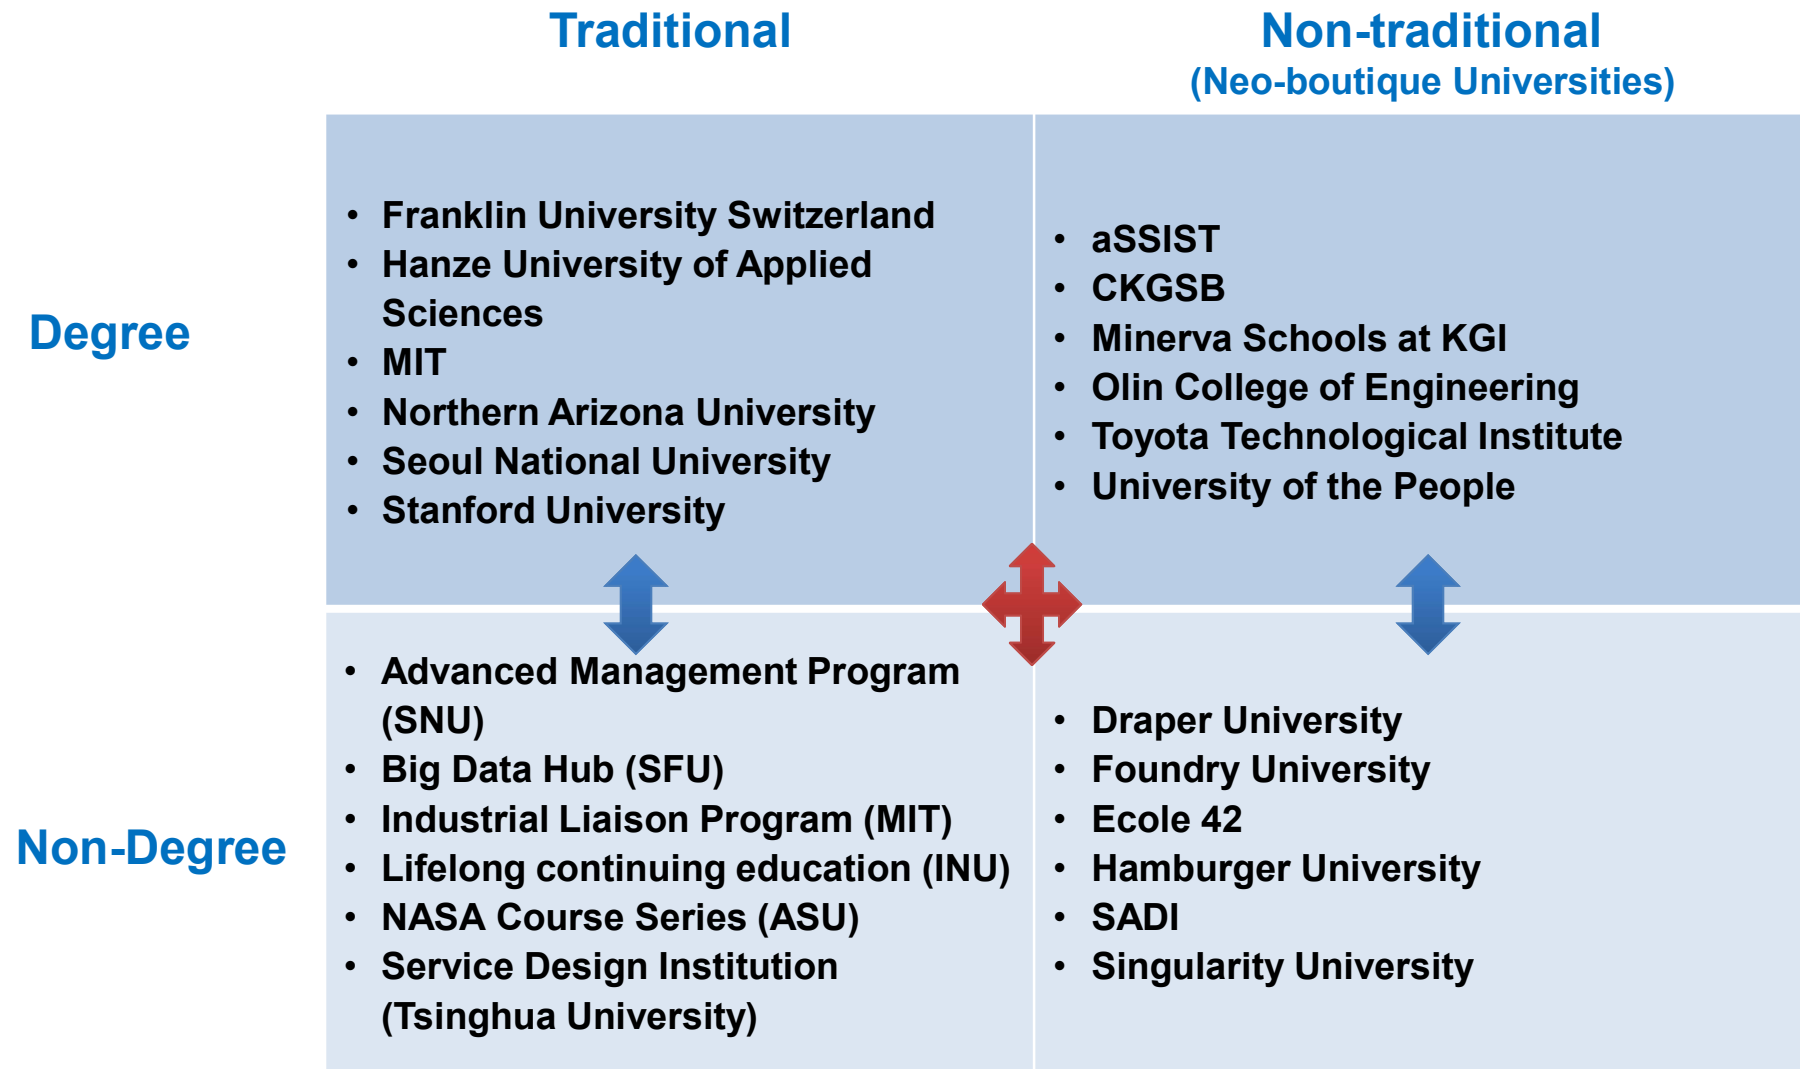 Traditional
Non-traditional
(Neo-boutique Universities)
Degree
• Franklin University Switzerland
• Hanze University of Applied
Sciences
• MIT
• Northern Arizona University
• Seoul National University
• Stanford University
• aSSIST
• CKGSB
• Minerva Schools at KGI
• Olin College of Engineering
• Toyota Technological Institute
• University of the People
Non-Degree
• Advanced Management Program
(SNU)
• Big Data Hub (SFU)
• Industrial Liaison Program (MIT)
• Lifelong continuing education (INU)
• NASA Course Series (ASU)
• Service Design Institution
(Tsinghua University)
• Draper University
• Foundry University
• Ecole 42
• Hamburger University
• SADI
• Singularity University